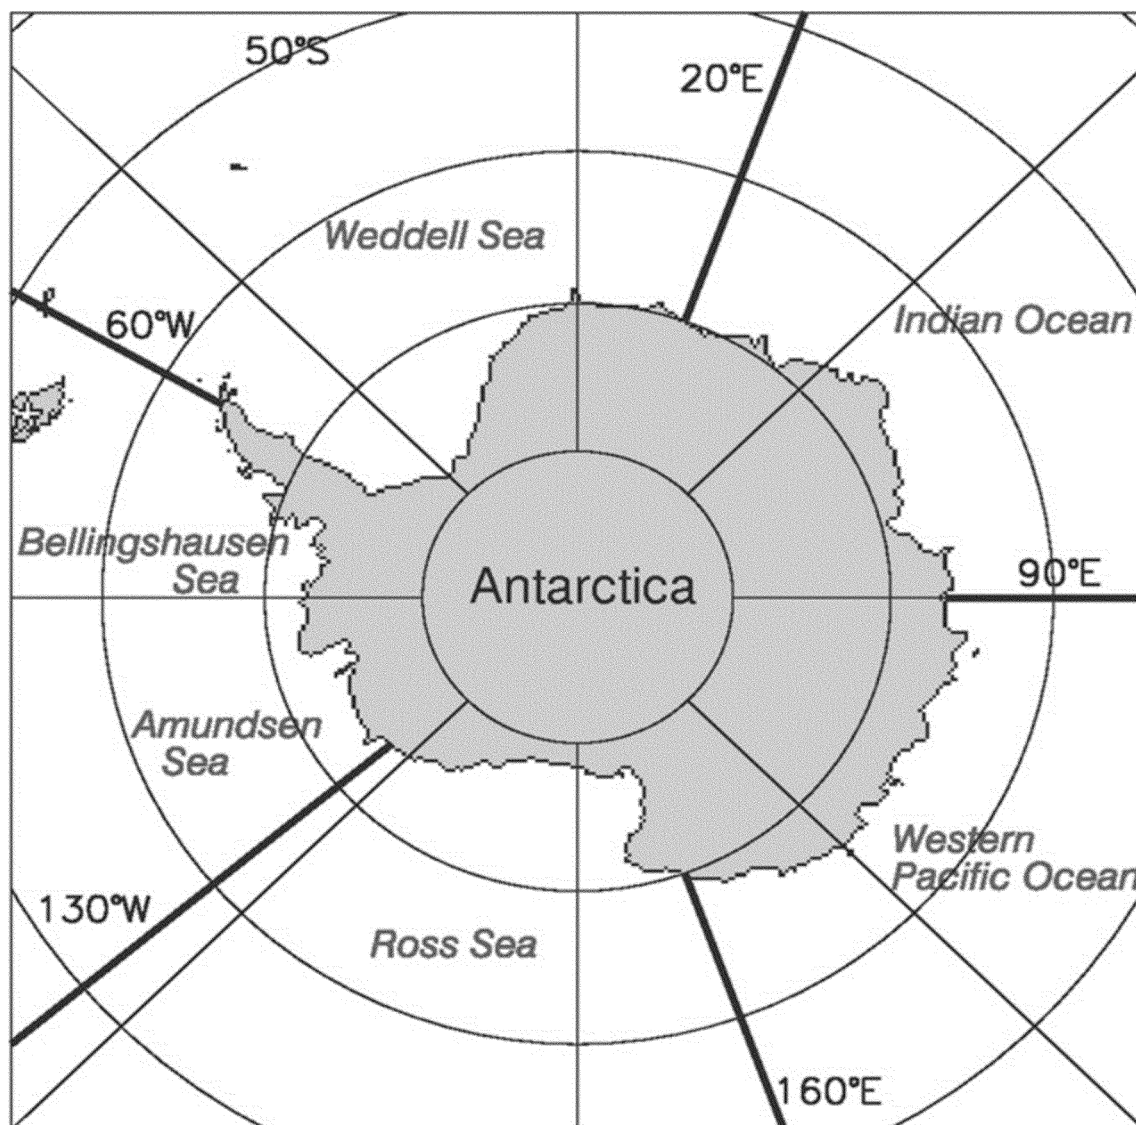 50°S
20°E
Weddell Sea
Indian Ocean
60°W
Bellingshausen
Sea
Antarctica
90°E
Amundsen
Sea
Western
Pacific Ocean
130°W
Ross Sea
160°E